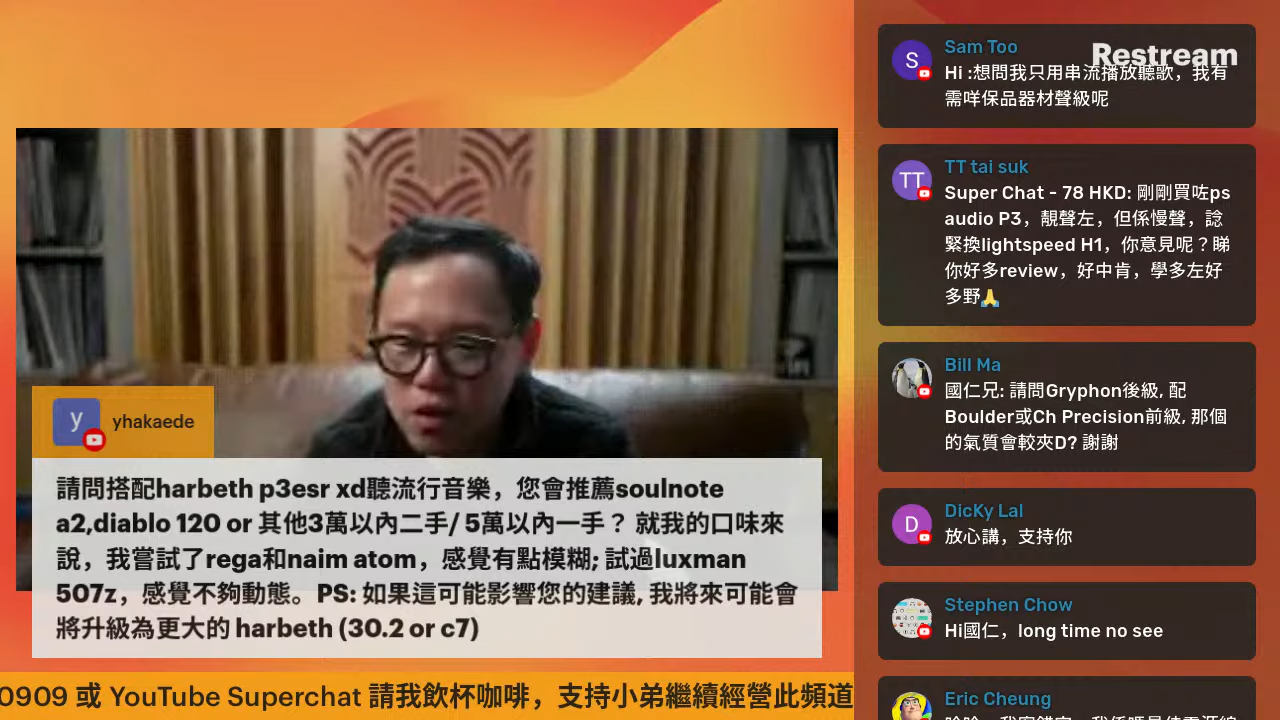 Restream
S
Sam Too
Hi :想問我只用串流播放聽歌，我有
需咩保品器材聲級呢
TT
TT tai suk
Super Chat - 78 HKD: 剛剛買咗ps
audio P3，靚聲左，但係慢聲，諗
緊換lightspeed H1，你意見呢？睇
你好多review，好中肯，學多左好
多野🙏
Bill Ma
國仁兄: 請問Gryphon後級, 配
Boulder或Ch Precision前級, 那個
的氣質會較夾D? 謝謝
D
DicKy Lal
放心講，支持你
Stephen Chow
Hi國仁，long time no see
Eric Cheung
y
yhakaede
請問搭配harbeth p3esr xd聽流行音樂，您會推薦soulnote
a2,diablo 120 or 其他3萬以內二手/ 5萬以內一手？ 就我的口味來
說，我嘗試了rega和naim atom，感覺有點模糊; 試過luxman
507z，感覺不夠動態。PS: 如果這可能影響您的建議, 我將來可能會
將升級為更大的 harbeth (30.2 or c7)
0909 或 YouTube Superchat 請我飲杯咖啡，支持小弟繼續經營此頻道